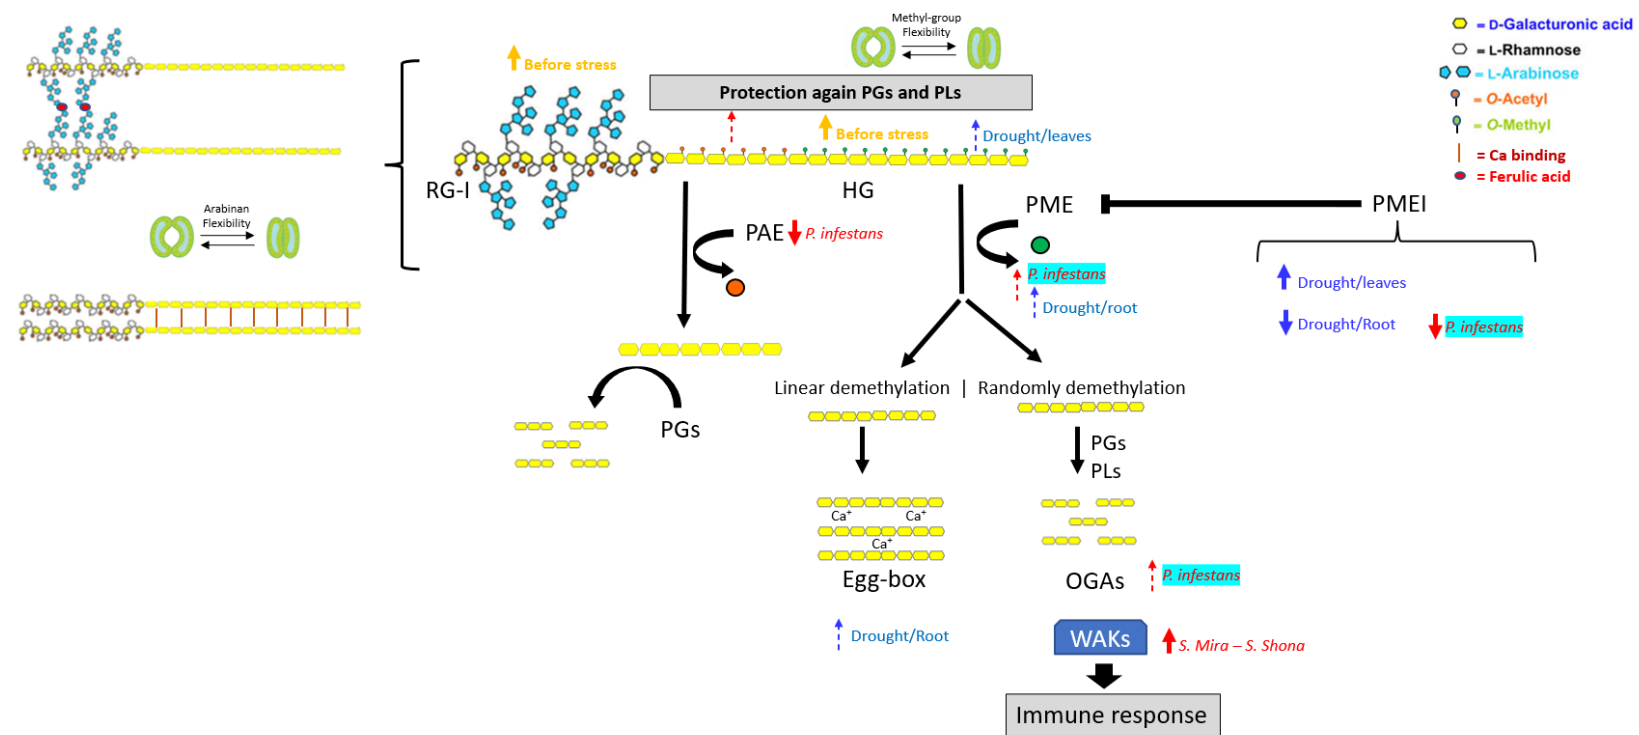 Methyl-group
Flexibility
= D-Galacturonic acid
= L-Rhamnose
= L-Arabinose
= O-Acetyl
= O-Methyl
= Ca binding
= Ferulic acid
Before stress
Protection again PGs and PLs
Before stress
Drought/leaves
RG-I
HG
Arabinan
Flexibility
PAE
P. infestans
PME
PMEI
P. infestans
Drought/root
Drought/leaves
Drought/Root
P. infestans
Linear demethylation | Randomly demethylation
PGs
PGs
PLs
Ca+
Ca+
Ca+
Egg-box
OGAs
P. infestans
Drought/Root
WAKs
S. Mira – S. Shona
Immune response